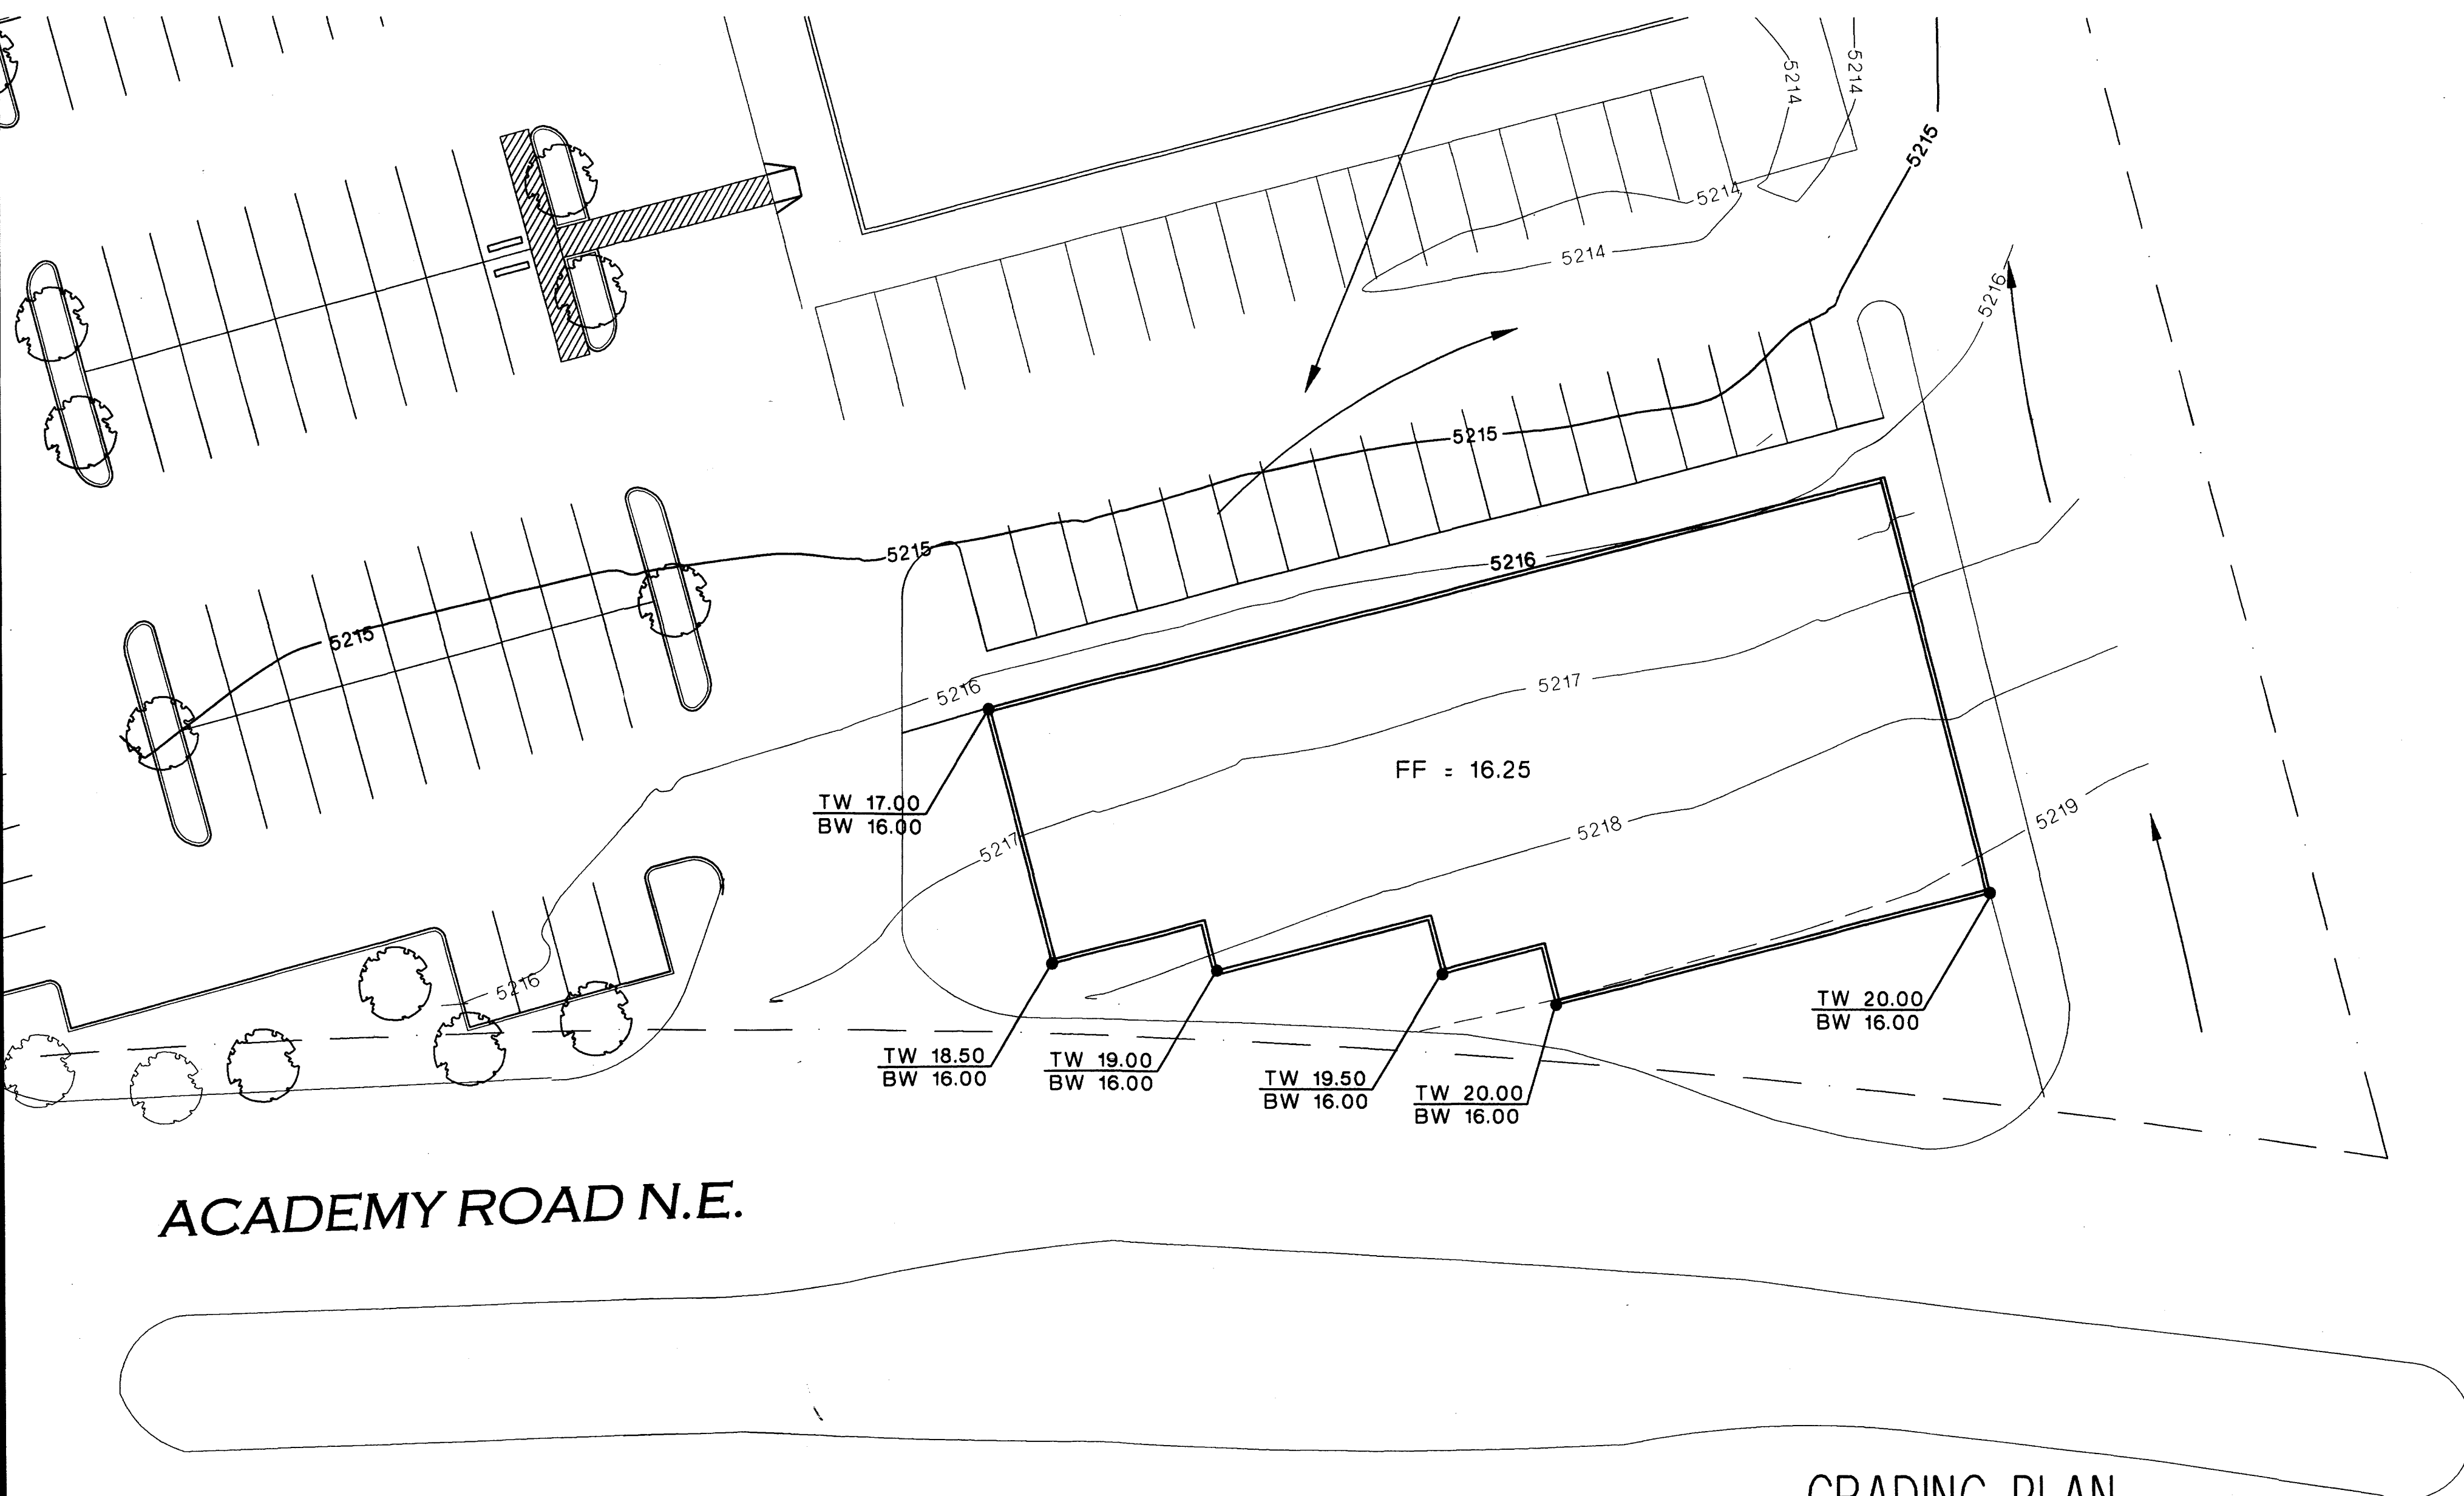 5214
5214
5215
5214
5214
5216
5215
5215
5216
5215
5216
5217
FF = 16.25
TW 17.00
BW 16.00
5217
5218
5219
5216
TW 20.00
BW 16.00
TW 18.50
BW 16.00
TW 19.00
BW 16.00
TW 19.50
BW 16.00
TW 20.00
BW 16.00
ACADEMY ROAD N.E.
GRADING PLAN